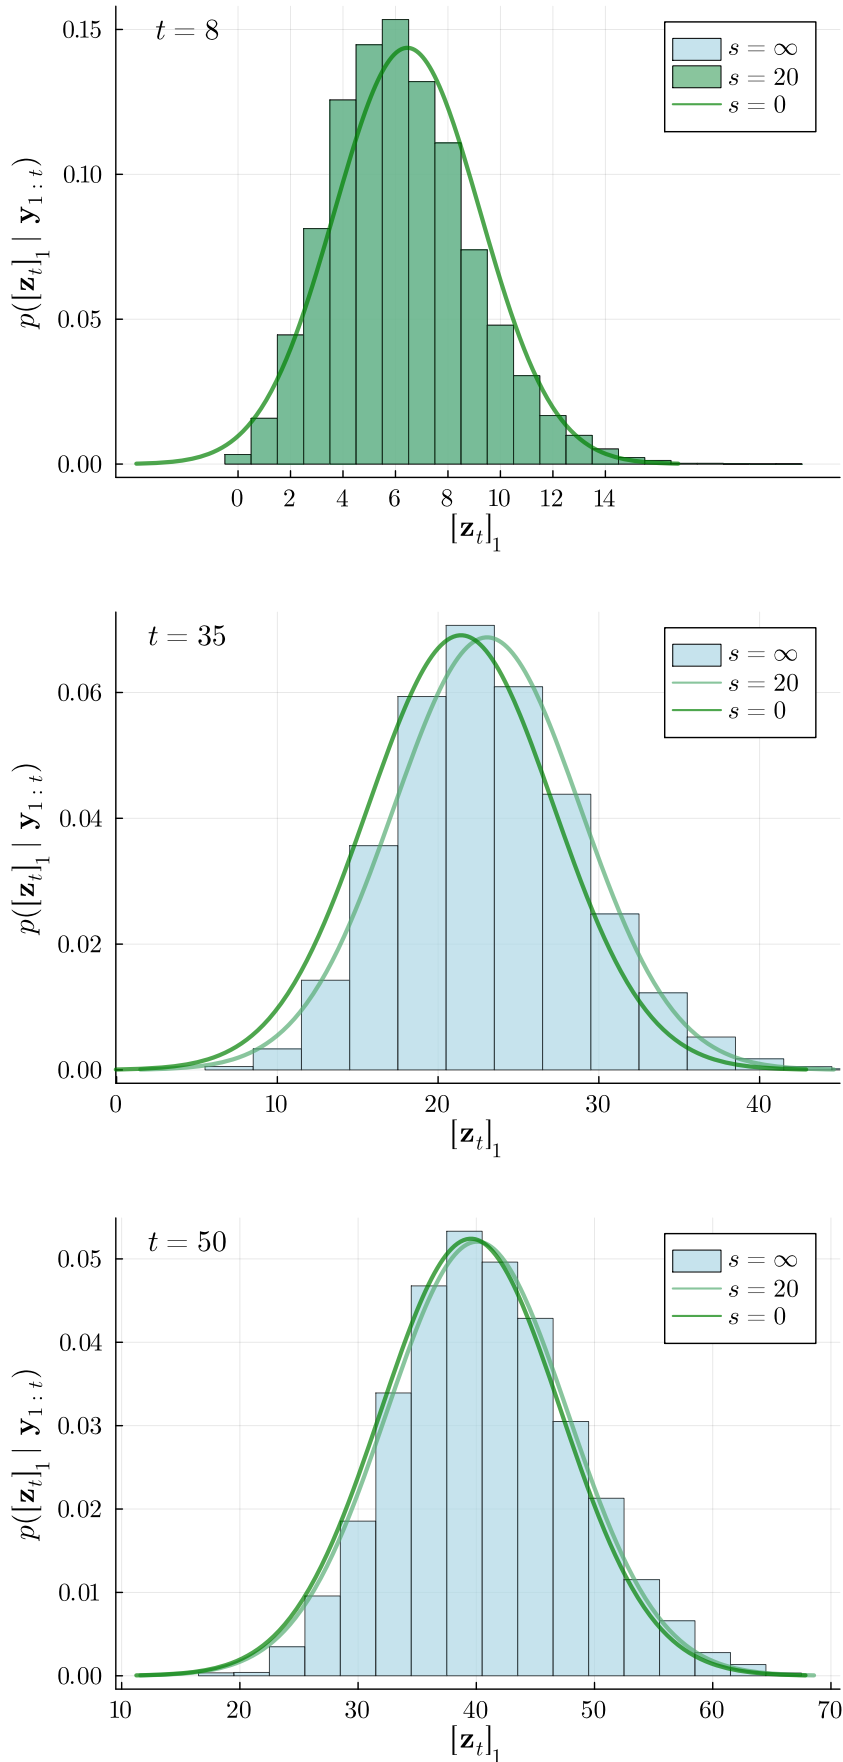 t = 8
s = ∞
s = 20
s = 0
0.15
0.10
0.05
0.00
p([z_t]_1 | y_{1:t})
0 2 4 6 8 10 12 14
[z_t]_1
t = 35
s = ∞
s = 20
s = 0
0.06
0.04
0.02
0.00
p([z_t]_1 | y_{1:t})
0 10 20 30 40
[z_t]_1
t = 50
s = ∞
s = 20
s = 0
0.05
0.04
0.03
0.02
0.01
0.00
p([z_t]_1 | y_{1:t})
10 20 30 40 50 60 70
[z_t]_1